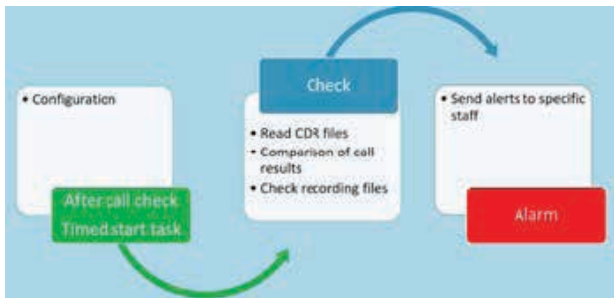 • Configuration
After call check
Timed start task
Check
• Read CDR files
• Comparison of call
results
• Check recording files
• Send alerts to specific
staff
Alarm